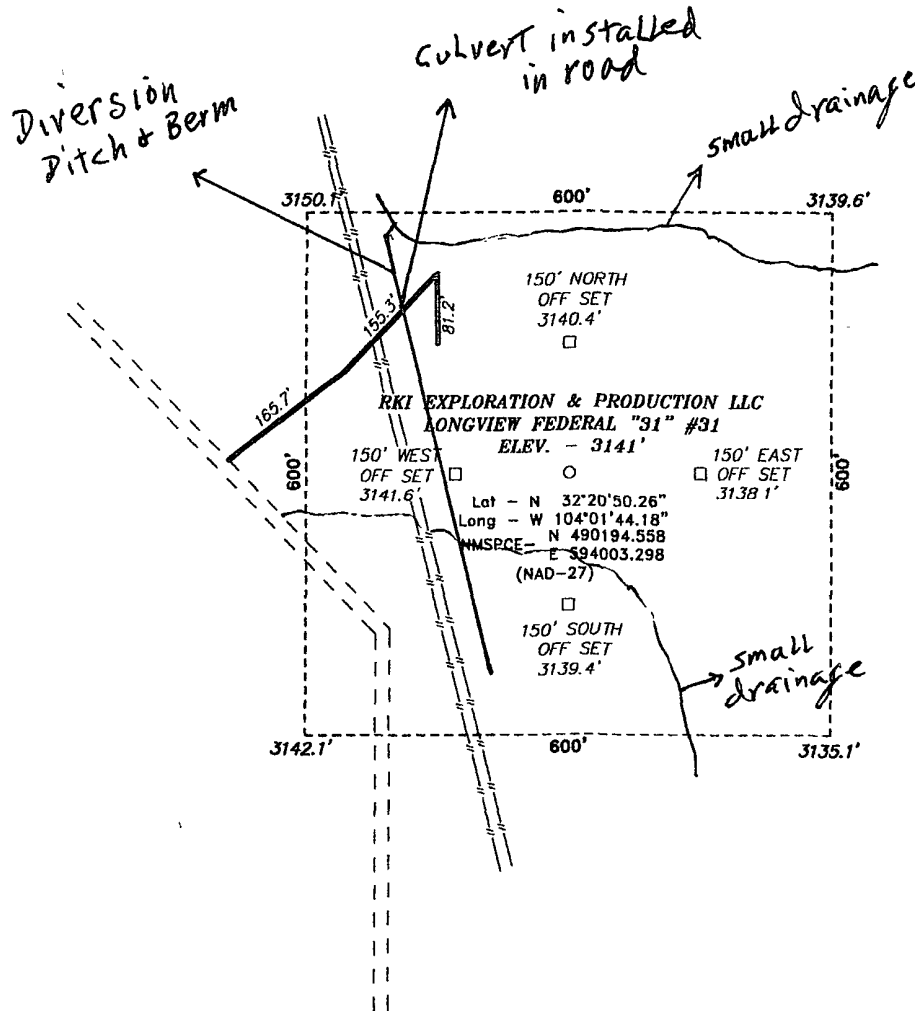 Culvert installed
in road
Diversion
Ditch & Berm
small drainage
3150.1'
600'
3139.6'
150' NORTH
OFF SET
3140.4'
155.3'
81.2'
165.7'
RKI EXPLORATION & PRODUCTION LLC
LONGVIEW FEDERAL "31" #31
ELEV. - 3141'
600'
150' WEST
OFF SET
3141.6'
150' EAST
OFF SET
3138.1'
600'
Lat - N 32°20'50.26"
Long - W 104°01'44.18"
NMSPCE- N 490194.558
E 594003.298
(NAD-27)
150' SOUTH
OFF SET
3139.4'
small
drainage
3142.1'
600'
3135.1'